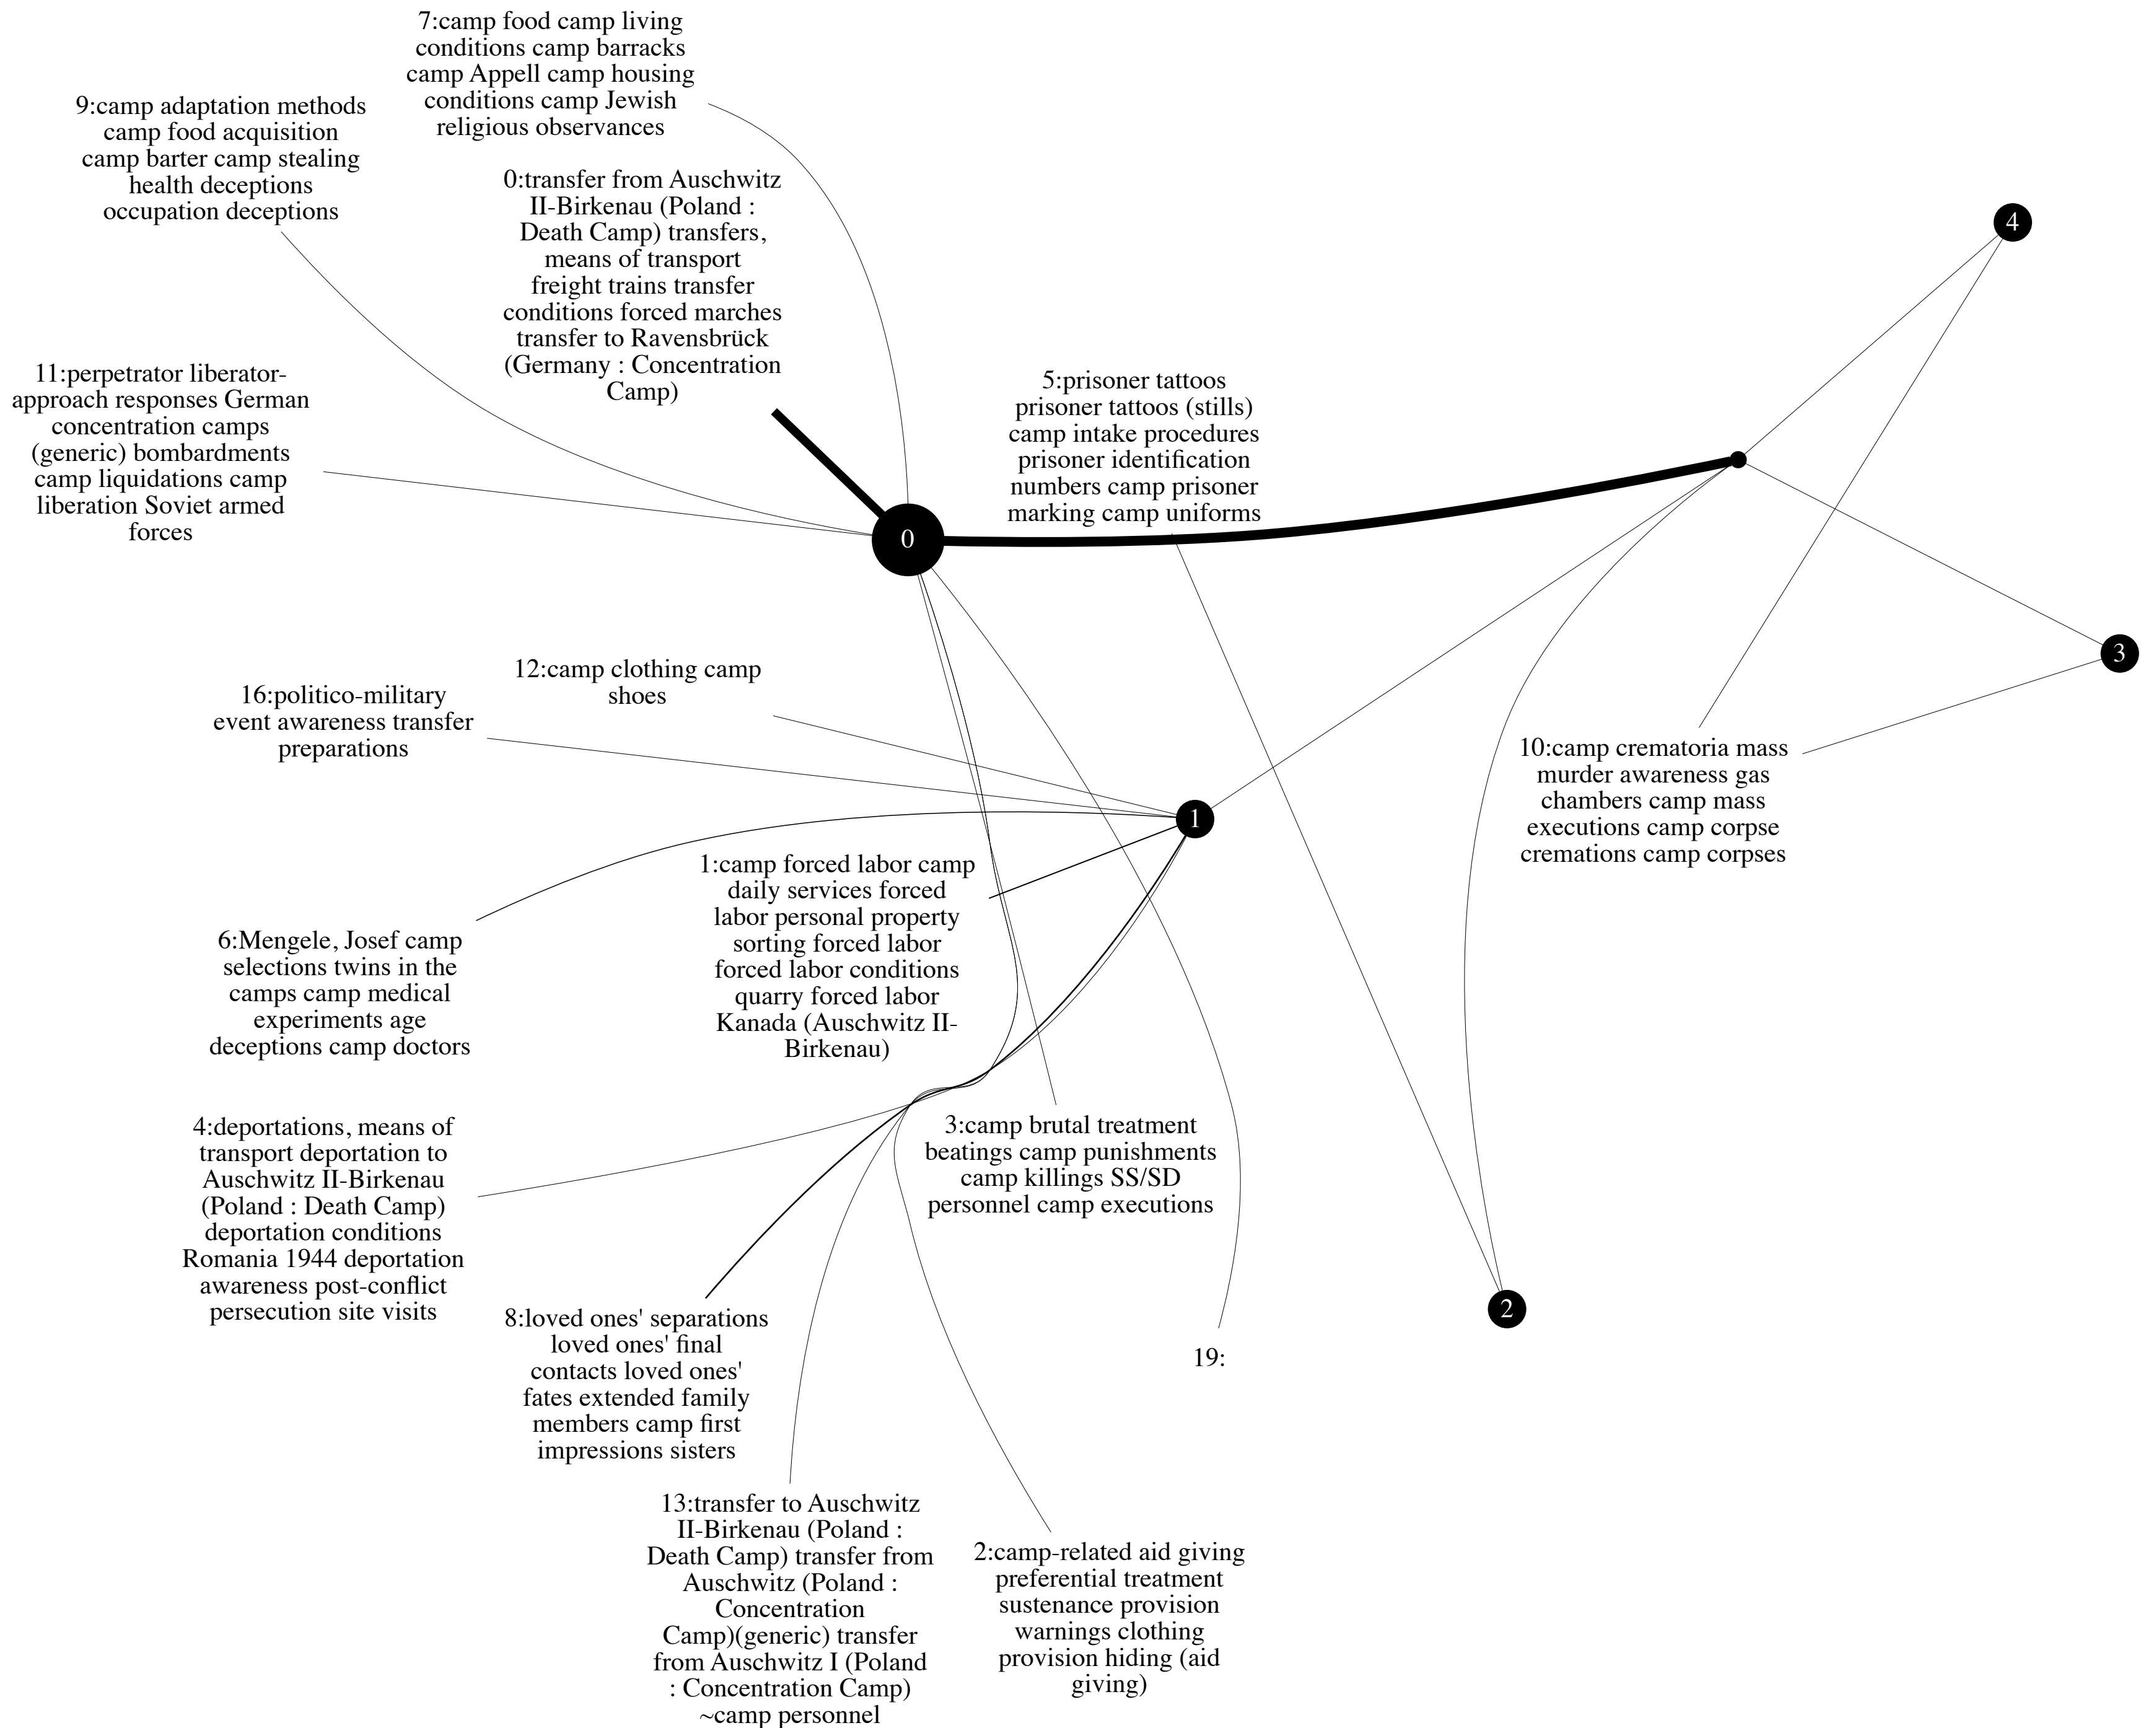 7:camp food camp living
conditions camp barracks
camp Appell camp housing
conditions camp Jewish
religious observances
9:camp adaptation methods
camp food acquisition
camp barter camp stealing
health deceptions
occupation deceptions
0:transfer from Auschwitz
II-Birkenau (Poland :
Death Camp) transfers,
means of transport
freight trains transfer
conditions forced marches
transfer to Ravensbrück
(Germany : Concentration
Camp)
4
11:perpetrator liberator-
approach responses German
concentration camps
(generic) bombardments
camp liquidations camp
liberation Soviet armed
forces
5:prisoner tattoos
prisoner tattoos (stills)
camp intake procedures
prisoner identification
numbers camp prisoner
marking camp uniforms
0
3
12:camp clothing camp
shoes
16:politico-military
event awareness transfer
preparations
10:camp crematoria mass
murder awareness gas
chambers camp mass
executions camp corpse
cremations camp corpses
1
1:camp forced labor camp
daily services forced
labor personal property
sorting forced labor
forced labor conditions
quarry forced labor
Kanada (Auschwitz II-
Birkenau)
6:Mengele, Josef camp
selections twins in the
camps camp medical
experiments age
deceptions camp doctors
4:deportations, means of
transport deportation to
Auschwitz II-Birkenau
(Poland : Death Camp)
deportation conditions
Romania 1944 deportation
awareness post-conflict
persecution site visits
3:camp brutal treatment
beatings camp punishments
camp killings SS/SD
personnel camp executions
2
8:loved ones' separations
loved ones' final
contacts loved ones'
fates extended family
members camp first
impressions sisters
19:
13:transfer to Auschwitz
II-Birkenau (Poland :
Death Camp) transfer from
Auschwitz (Poland :
Concentration
Camp)(generic) transfer
from Auschwitz I (Poland
: Concentration Camp)
~camp personnel
2:camp-related aid giving
preferential treatment
sustenance provision
warnings clothing
provision hiding (aid
giving)